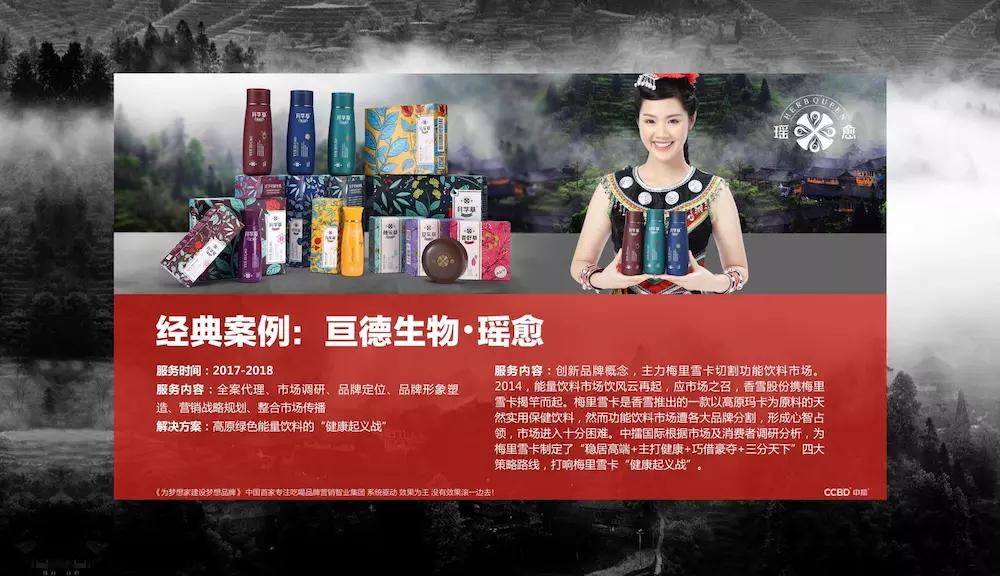 HERB QUEEN
瑶 愈
月华草
月华草
月华草
月华草
经典案例：亘德生物·瑶愈
服务时间：2017-2018
服务内容：全案代理、市场调研、品牌定位、品牌形象塑
造、营销战略规划、整合市场传播
解决方案：高原绿色能量饮料的“健康起义战”
服务内容：创新品牌概念，主力梅里雪卡切割功能饮料市场。
2014，能量饮料市场饮风云再起，应市场之召，香雪股份携梅里
雪卡揭竿而起。梅里雪卡是香雪推出的一款以高原玛卡为原料的天
然实用保健饮料，然而功能饮料市场遭各大品牌分割，形成心智占
领，市场进入十分困难。中擂国际根据市场及消费者调研分析，为
梅里雪卡制定了“稳居高端+主打健康+巧借豪夺+三分天下”四大
策略路线，打响梅里雪卡“健康起义战”。
《为梦想家建设梦想品牌》 中国首家专注吃喝品牌营销智业集团 系统驱动 效果为王 没有效果滚一边去！
CCBD 中擂